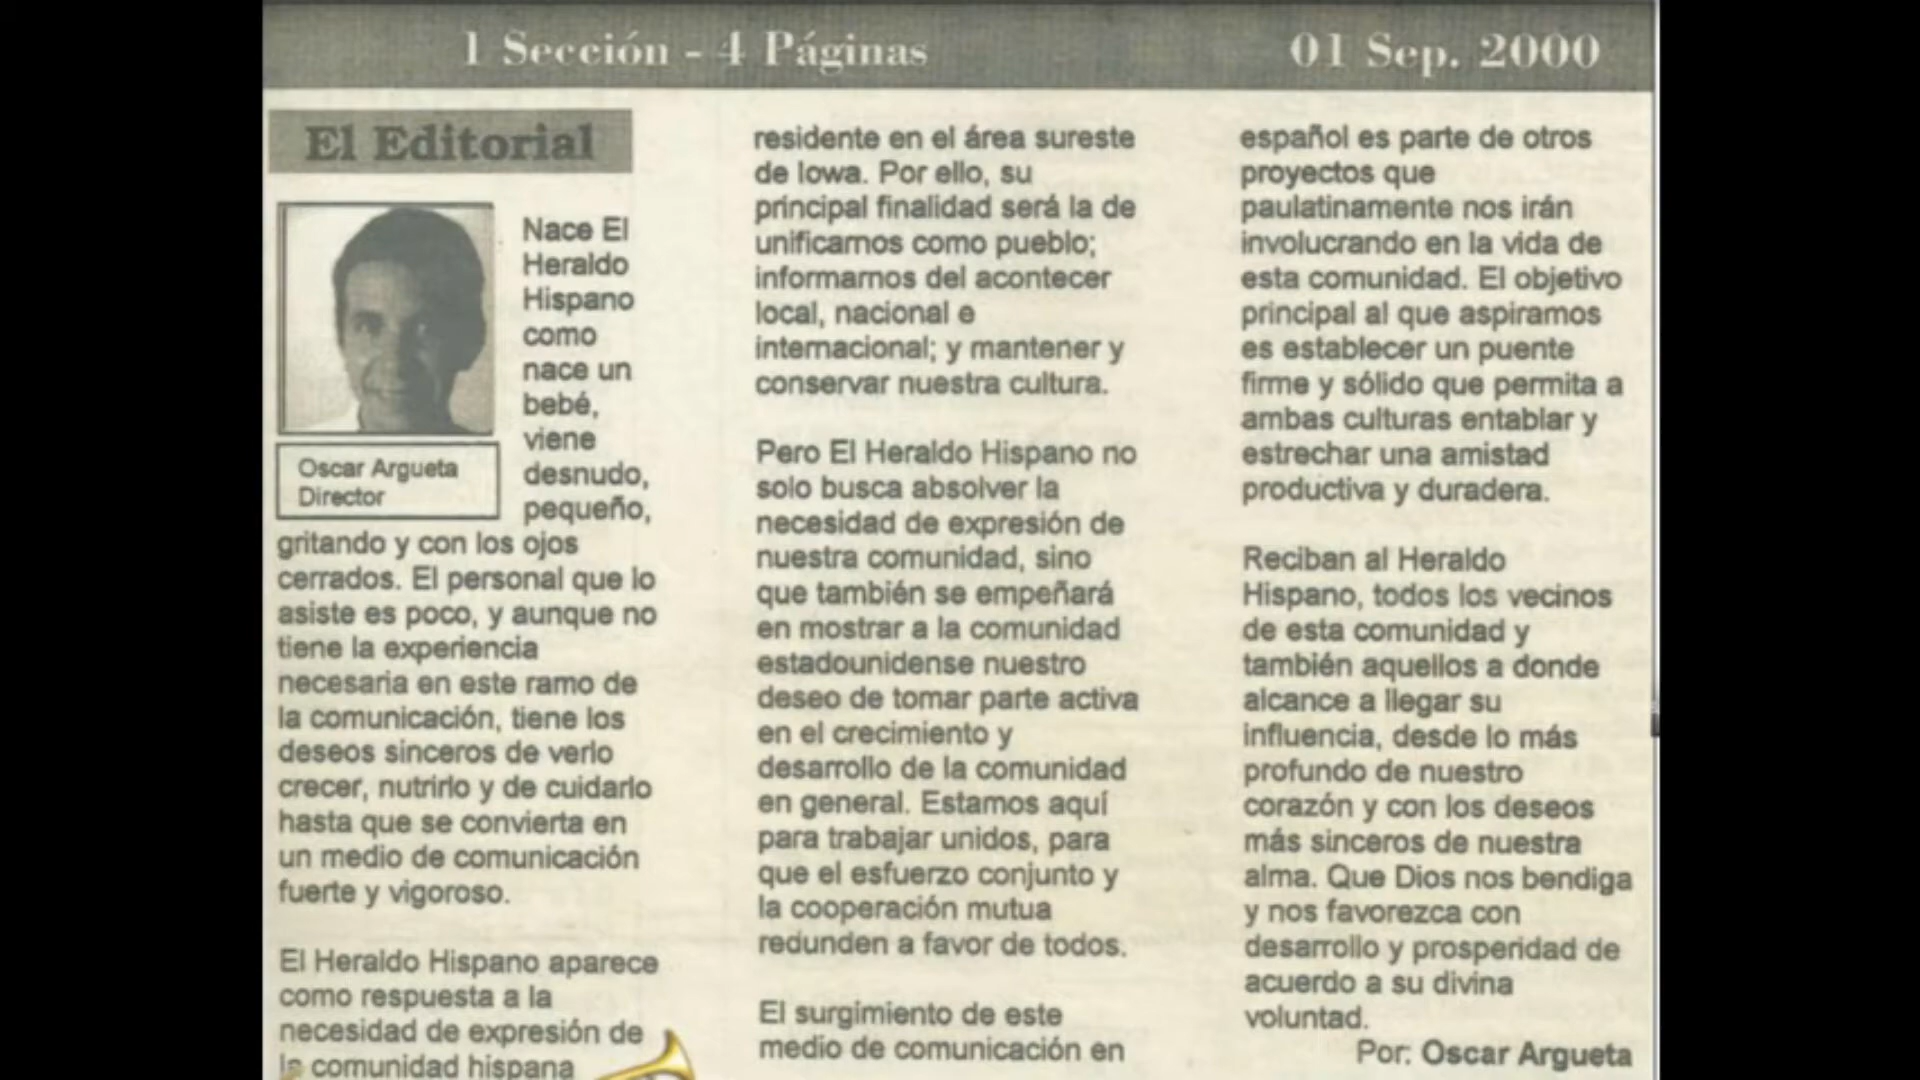 1 Sección - 4 Páginas
01 Sep. 2000
El Editorial
Oscar Argueta
Director
Nace El
Heraldo
Hispano
como
nace un
bebé,
viene
desnudo,
pequeño,
gritando y con los ojos
cerrados. El personal que lo
asiste es poco, y aunque no
tiene la experiencia
necesaria en este ramo de
la comunicación, tiene los
deseos sinceros de verlo
crecer, nutrirlo y de cuidarlo
hasta que se convierta en
un medio de comunicación
fuerte y vigoroso.
El Heraldo Hispano aparece
como respuesta a la
necesidad de expresión de
la comunidad hispana
residente en el área sureste
de Iowa. Por ello, su
principal finalidad será la de
unificarnos como pueblo;
informarnos del acontecer
local, nacional e
internacional; y mantener y
conservar nuestra cultura.
Pero El Heraldo Hispano no
solo busca absolver la
necesidad de expresión de
nuestra comunidad, sino
que también se empeñará
en mostrar a la comunidad
estadounidense nuestro
deseo de tomar parte activa
en el crecimiento y
desarrollo de la comunidad
en general. Estamos aquí
para trabajar unidos, para
que el esfuerzo conjunto y
la cooperación mutua
redunden a favor de todos.
El surgimiento de este
medio de comunicación en
español es parte de otros
proyectos que
paulatinamente nos irán
involucrando en la vida de
esta comunidad. El objetivo
principal al que aspiramos
es establecer un puente
firme y sólido que permita a
ambas culturas entablar y
estrechar una amistad
productiva y duradera.
Reciban al Heraldo
Hispano, todos los vecinos
de esta comunidad y
también aquellos a donde
alcance a llegar su
influencia, desde lo más
profundo de nuestro
corazón y con los deseos
más sinceros de nuestra
alma. Que Dios nos bendiga
y nos favorezca con
desarrollo y prosperidad de
acuerdo a su divina
voluntad.
Por: Oscar Argueta